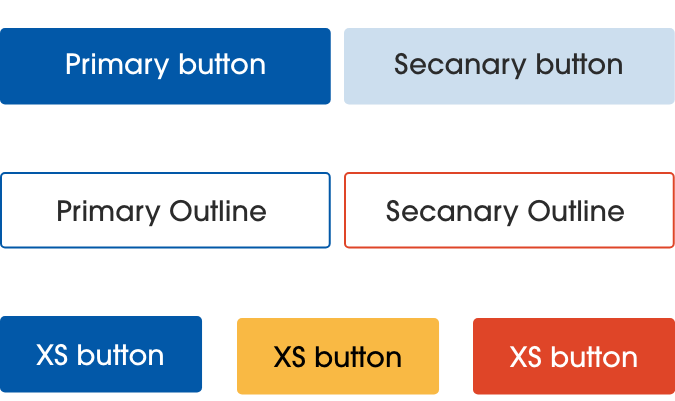 Primary button
Secanary button
Primary Outline
Secanary Outline
XS button
XS button
XS button